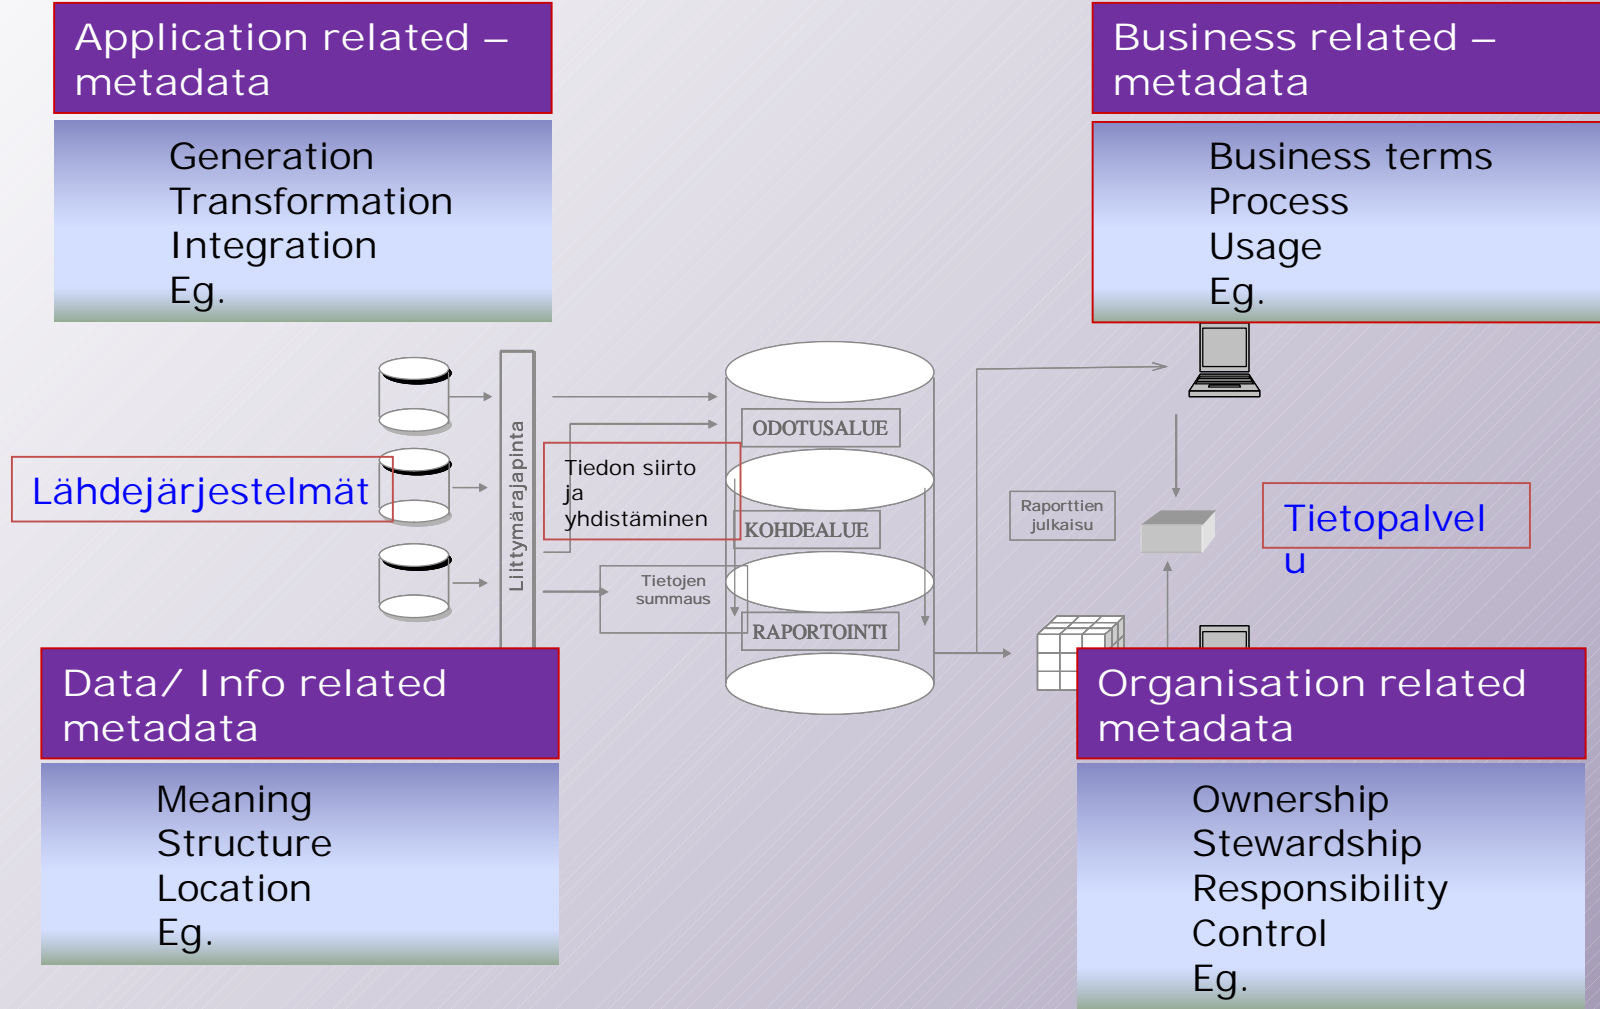 Application related –
metadata
Generation
Transformation
Integration
Eg.
Business related –
metadata
Business terms
Process
Usage
Eg.
Lähdejärjestelmät
Liittymärajapinta
Tiedon siirto
ja
yhdistäminen
Tietojen
summaus
ODOTUSALUE
KOHDEALUE
RAPORTOINTI
Raporttien
julkaisu
Tietopalvel
u
Data/ Info related
metadata
Meaning
Structure
Location
Eg.
Organisation related
metadata
Ownership
Stewardship
Responsibility
Control
Eg.